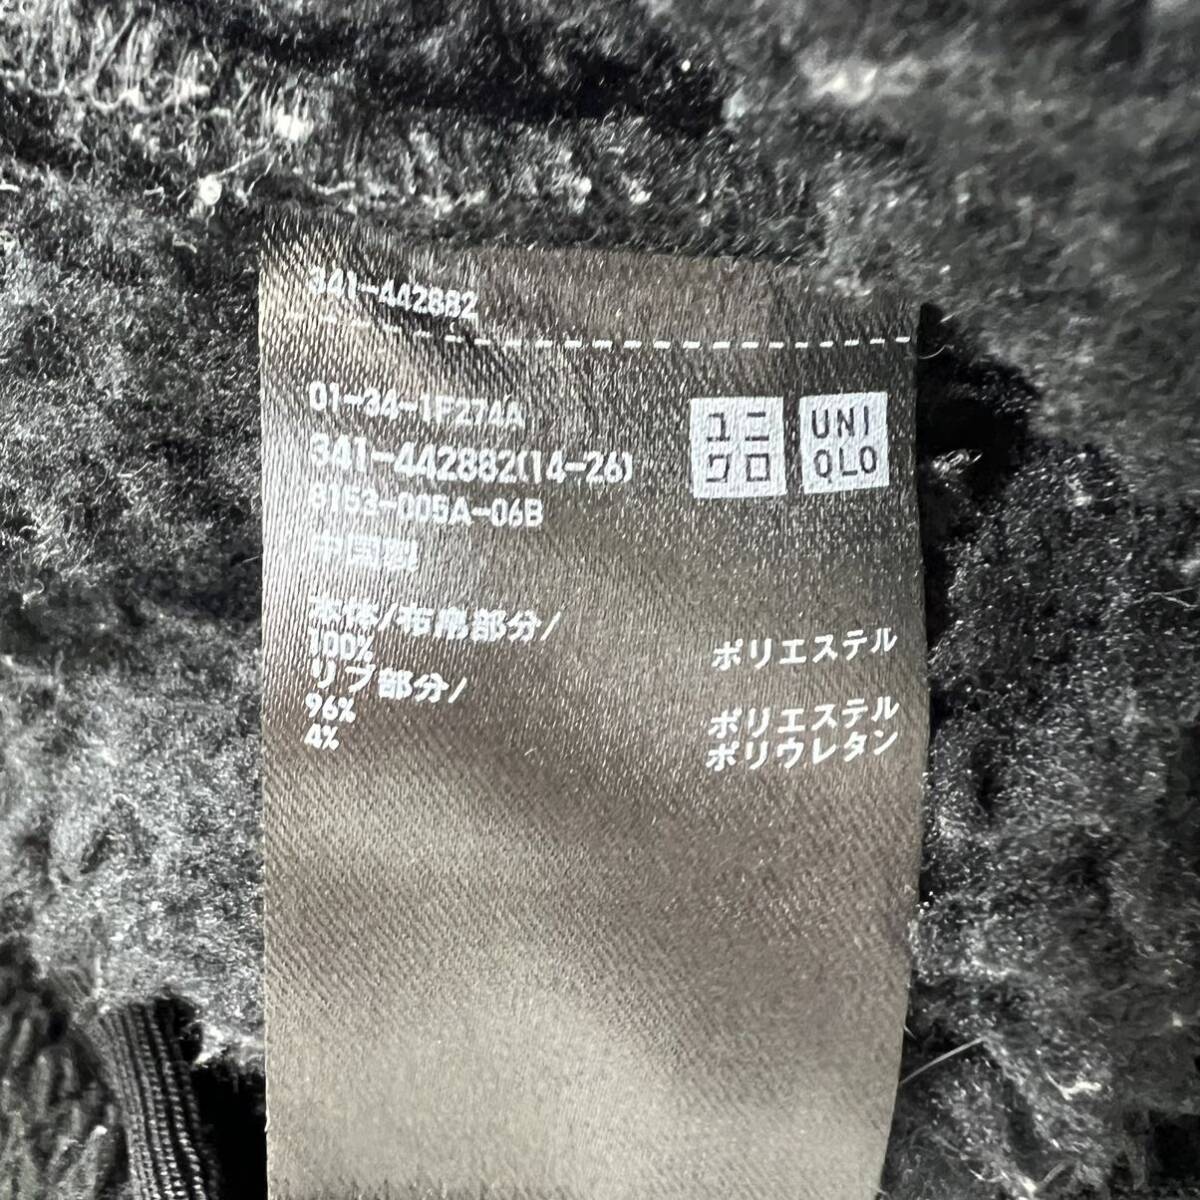 341-442882
01-34-1F274A
341-442882(14-26)
8153-005A-06B
中国製
ユニ
クロ
UNI
QLO
本体/布帛部分/
100% ポリエステル
リブ部分/
96% ポリエステル
4% ポリウレタン